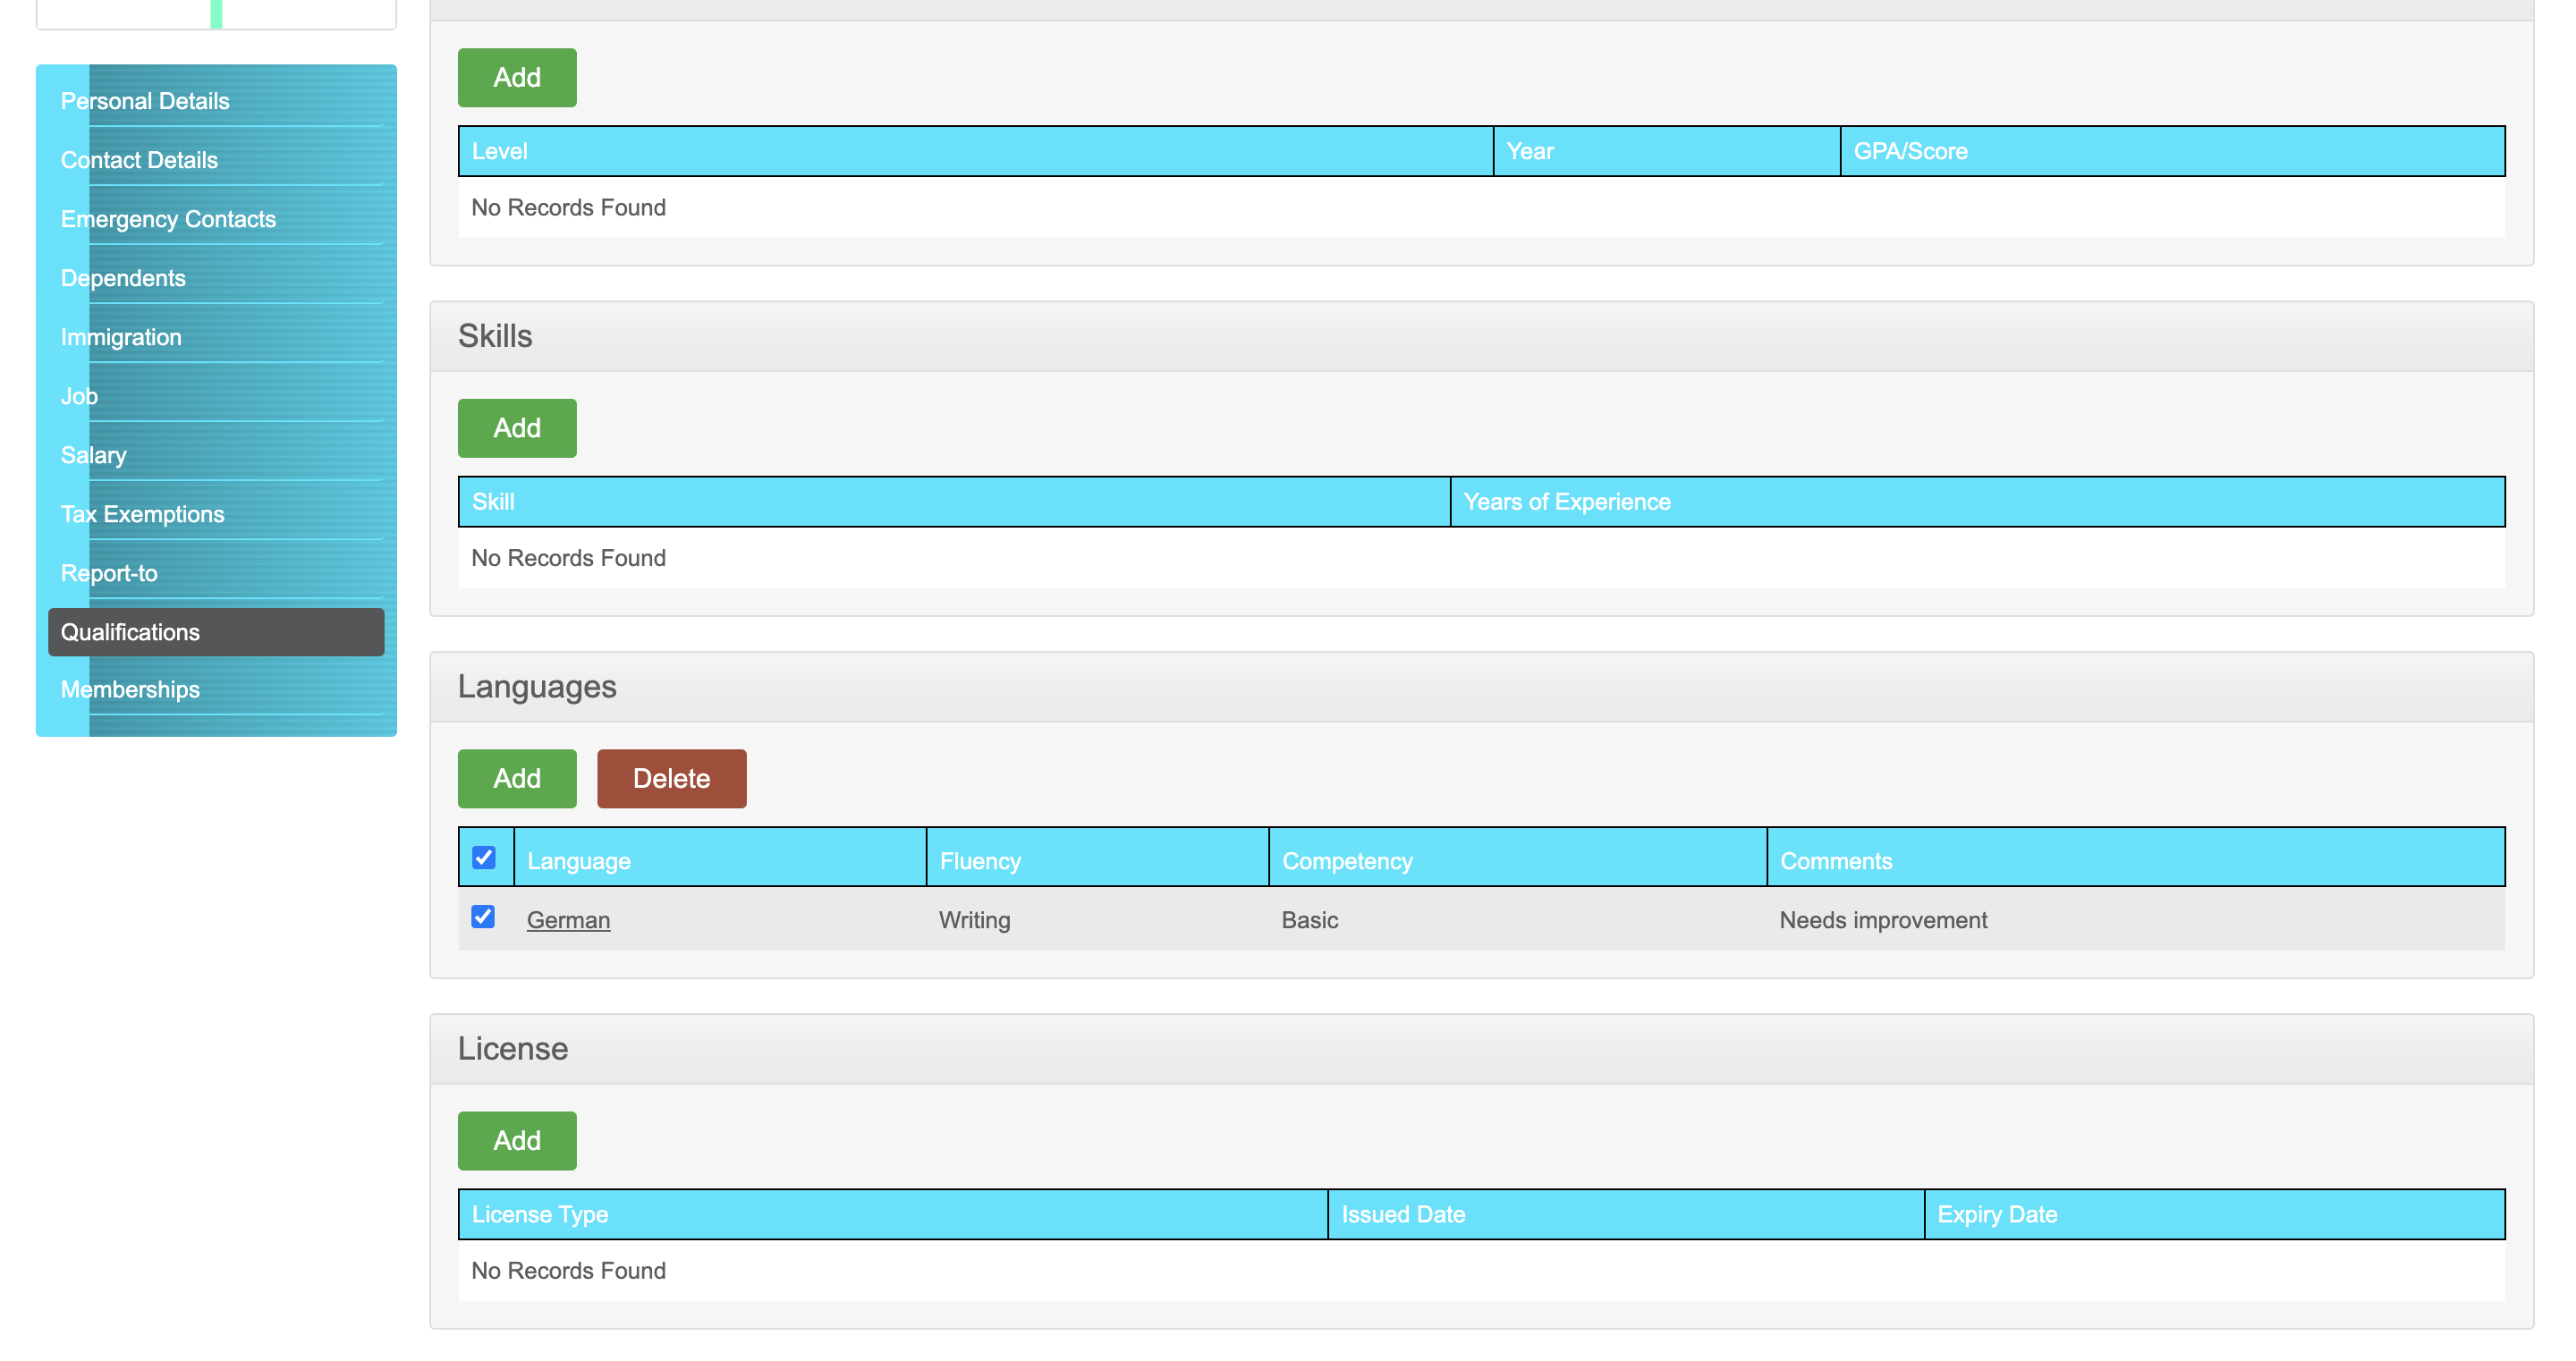 Personal Details
Contact Details
Emergency Contacts
Dependents
Immigration
Job
Salary
Tax Exemptions
Report-to
Qualifications
Memberships
Add
Level Year GPA/Score
No Records Found
Skills
Add
Skill Years of Experience
No Records Found
Languages
Add Delete
Language Fluency Competency Comments
German Writing Basic Needs improvement
License
Add
License Type Issued Date Expiry Date
No Records Found